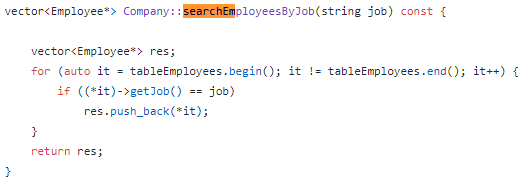 vector<Employee*> Company::searchEmployeesByJob(string job) const {
    vector<Employee*> res;
    for (auto it = tableEmployees.begin(); it != tableEmployees.end(); it++) {
        if ((*it)->getJob() == job)
            res.push_back(*it);
    }
    return res;
}